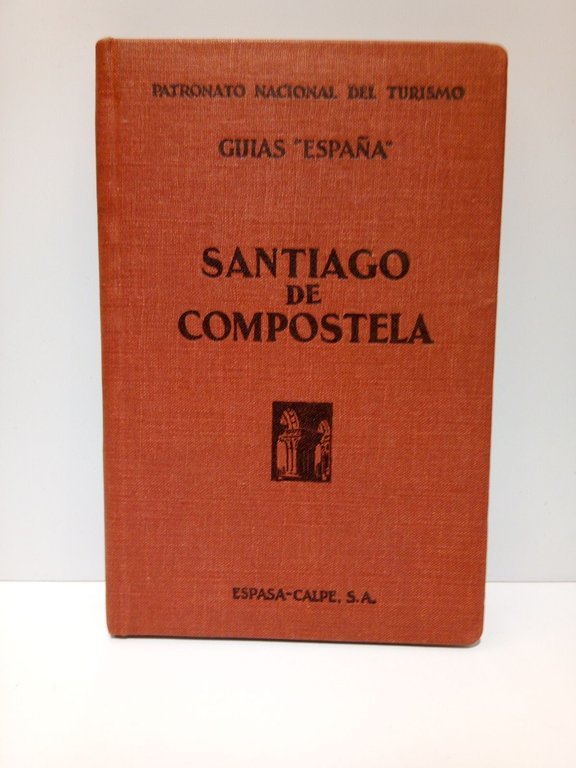 PATRONATO NACIONAL DEL TURISMO
GUIAS "ESPAÑA"
SANTIAGO
DE
COMPOSTELA
ESPASA-CALPE, S.A.